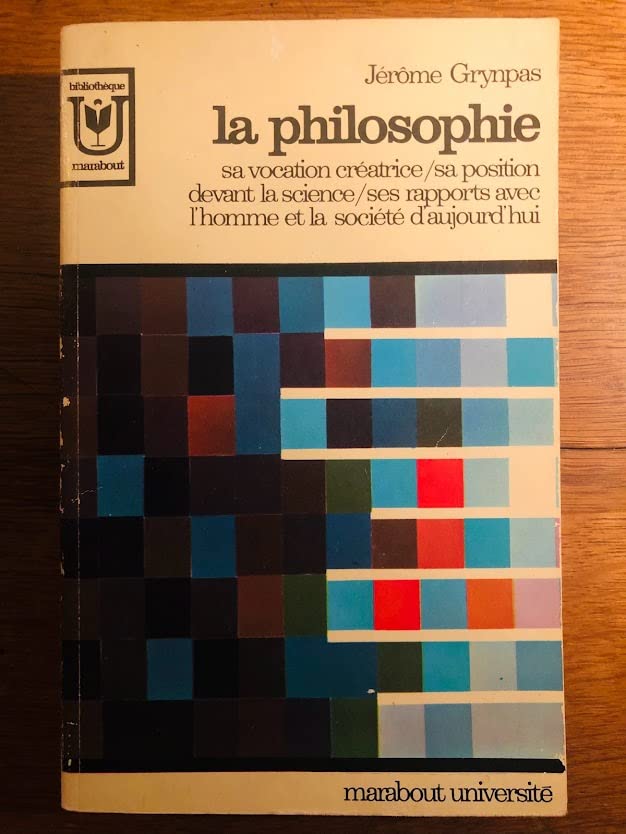 Jérôme Grynpas
bibliothèque
U
marabout
la philosophie
sa vocation créatrice/sa position
devant la science/ses rapports avec
l'homme et la société d'aujourd'hui
marabout université